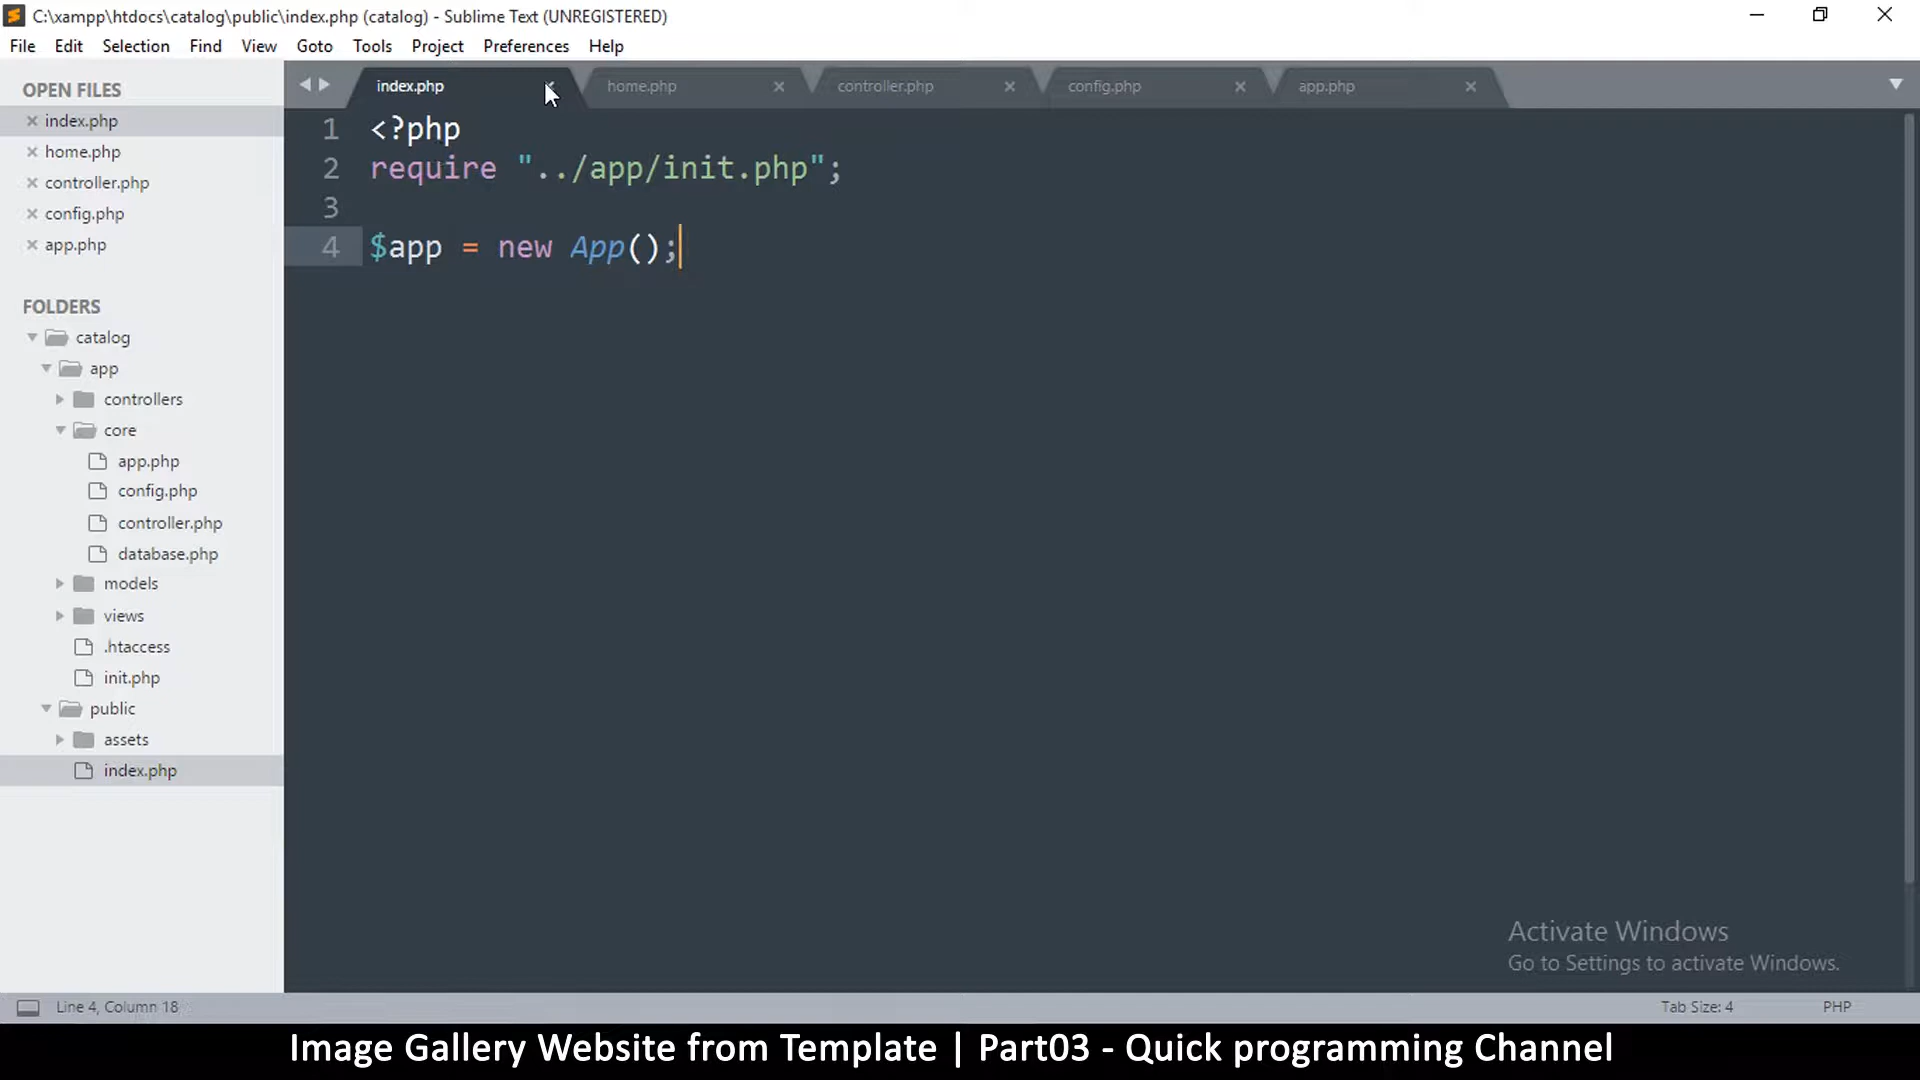 C:\xampp\htdocs\catalog\public\index.php (catalog) - Sublime Text (UNREGISTERED)
File Edit Selection Find View Goto Tools Project Preferences Help
OPEN FILES
index.php
home.php
controller.php
config.php
app.php
FOLDERS
catalog
app
controllers
core
app.php
config.php
controller.php
database.php
models
views
.htaccess
init.php
public
assets
index.php
index.php home.php controller.php config.php app.php
1 <?php
2 require "../app/init.php";
3
4 $app = new App();
Activate Windows
Go to Settings to activate Windows.
Line 4, Column 18 Tab Size: 4 PHP
Image Gallery Website from Template | Part03 - Quick programming Channel